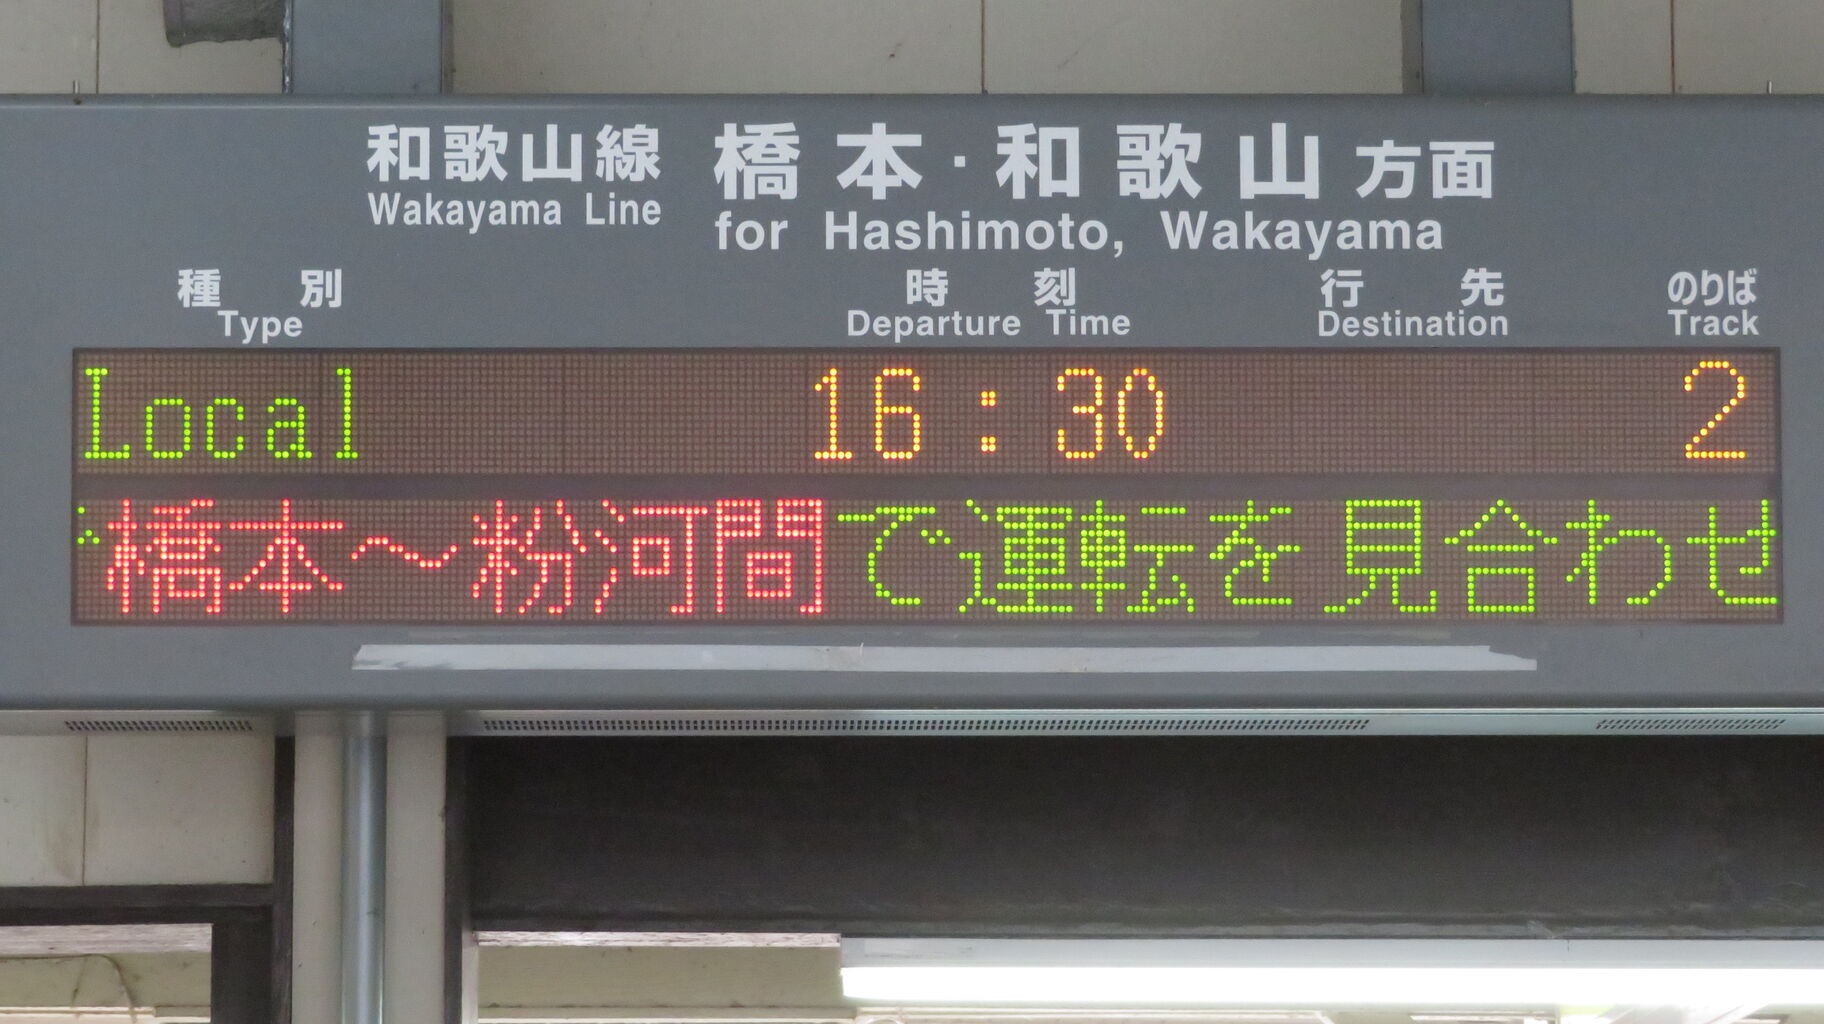 和歌山線 橋本・和歌山方面
Wakayama Line for Hashimoto, Wakayama
種別 時刻 行先 のりば
Type Departure Time Destination Track
Local 16:30 2
橋本〜粉河間で運転を見合わせ